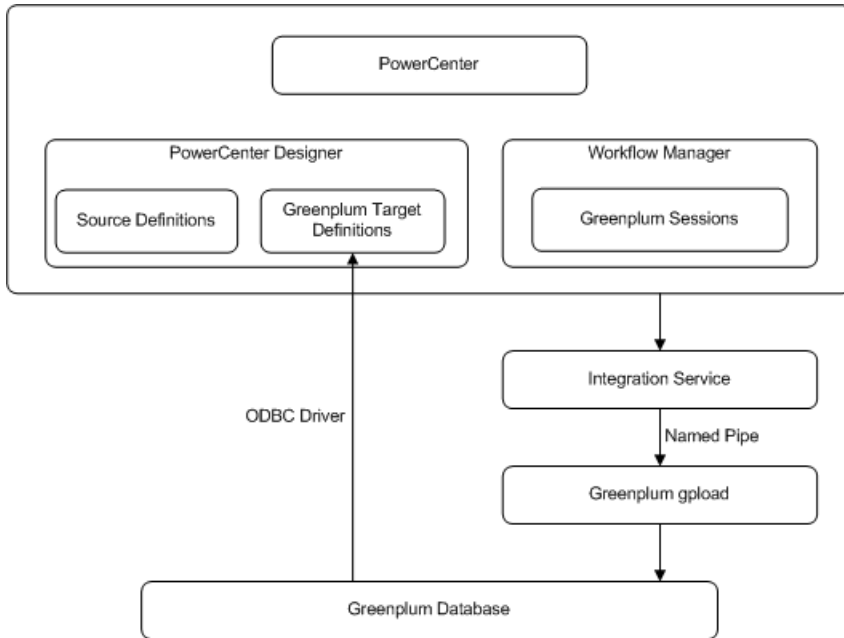 PowerCenter
PowerCenter Designer
Workflow Manager
Source Definitions
Greenplum Target
Definitions
Greenplum Sessions
Integration Service
ODBC Driver
Named Pipe
Greenplum gpload
Greenplum Database